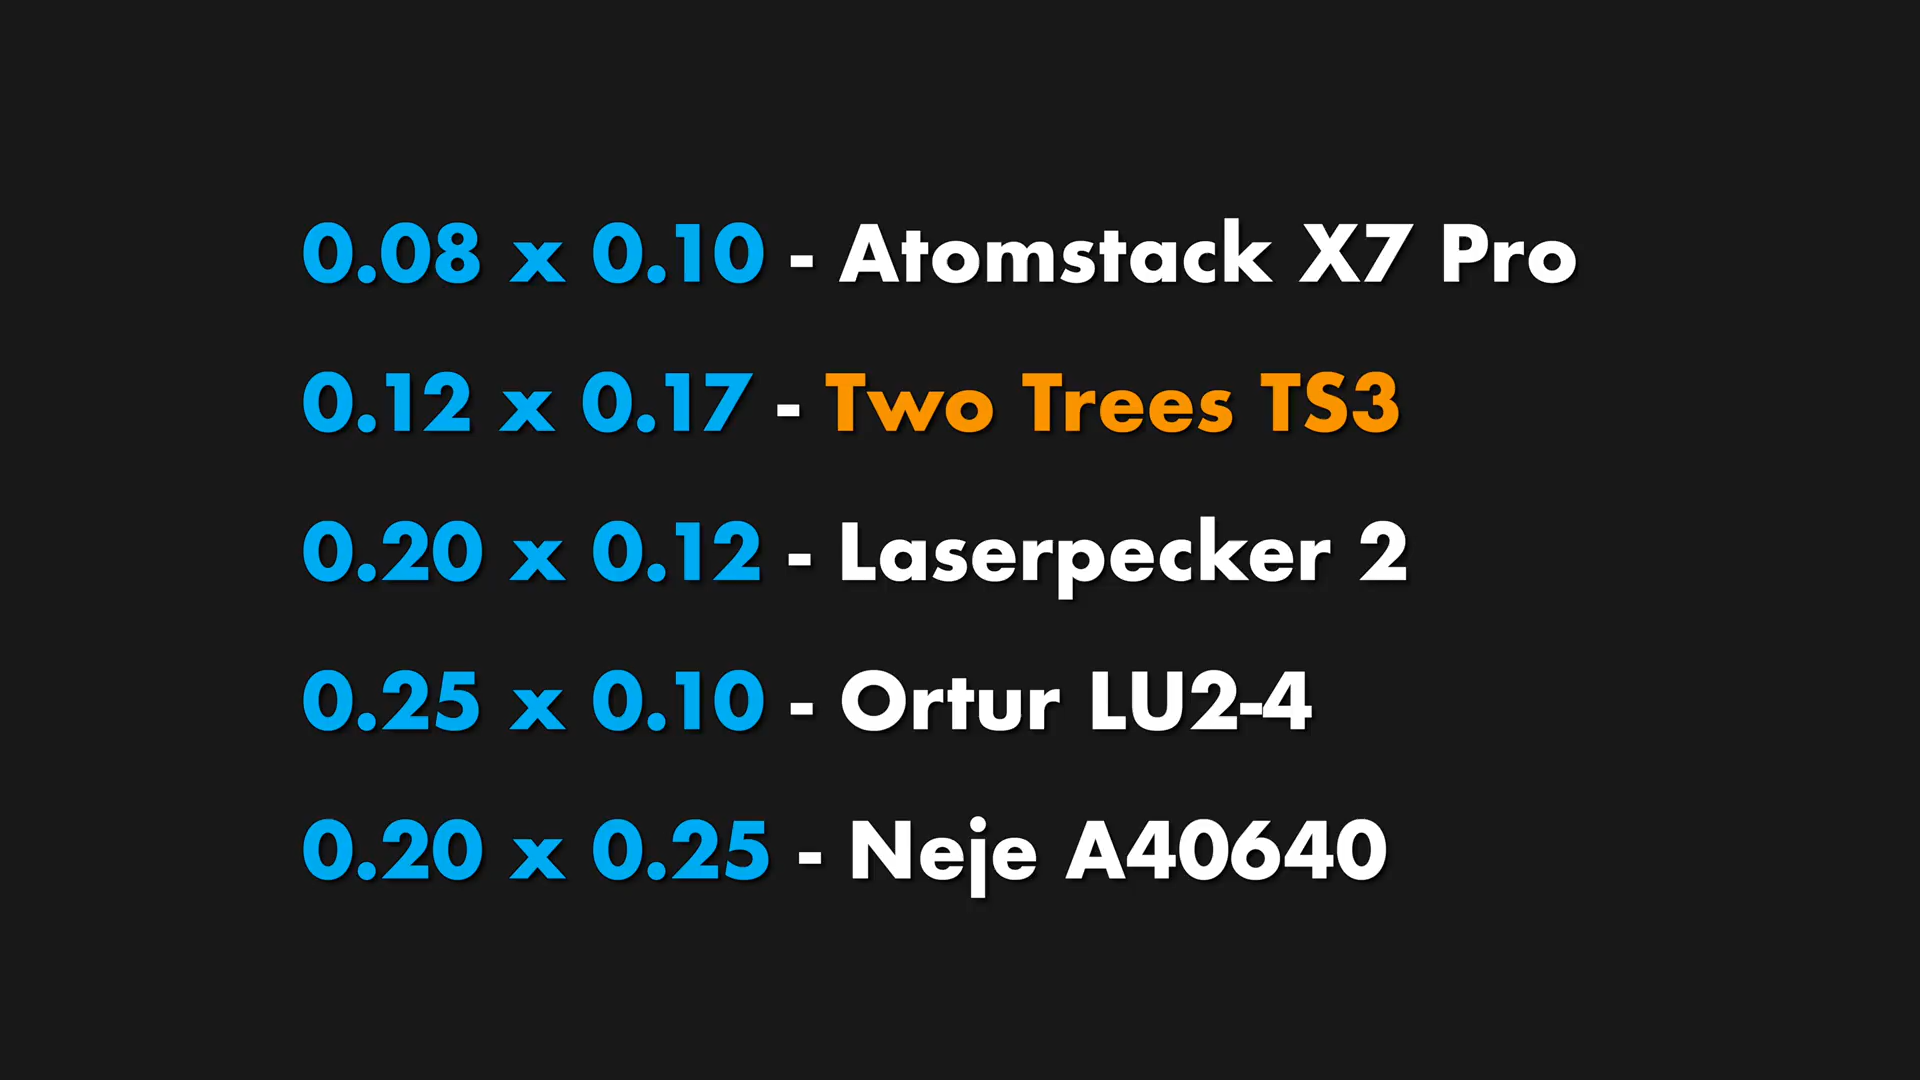 0.08 x 0.10 - Atomstack X7 Pro
0.12 x 0.17 - Two Trees TS3
0.20 x 0.12 - Laserpecker 2
0.25 x 0.10 - Ortur LU2-4
0.20 x 0.25 - Neje A40640